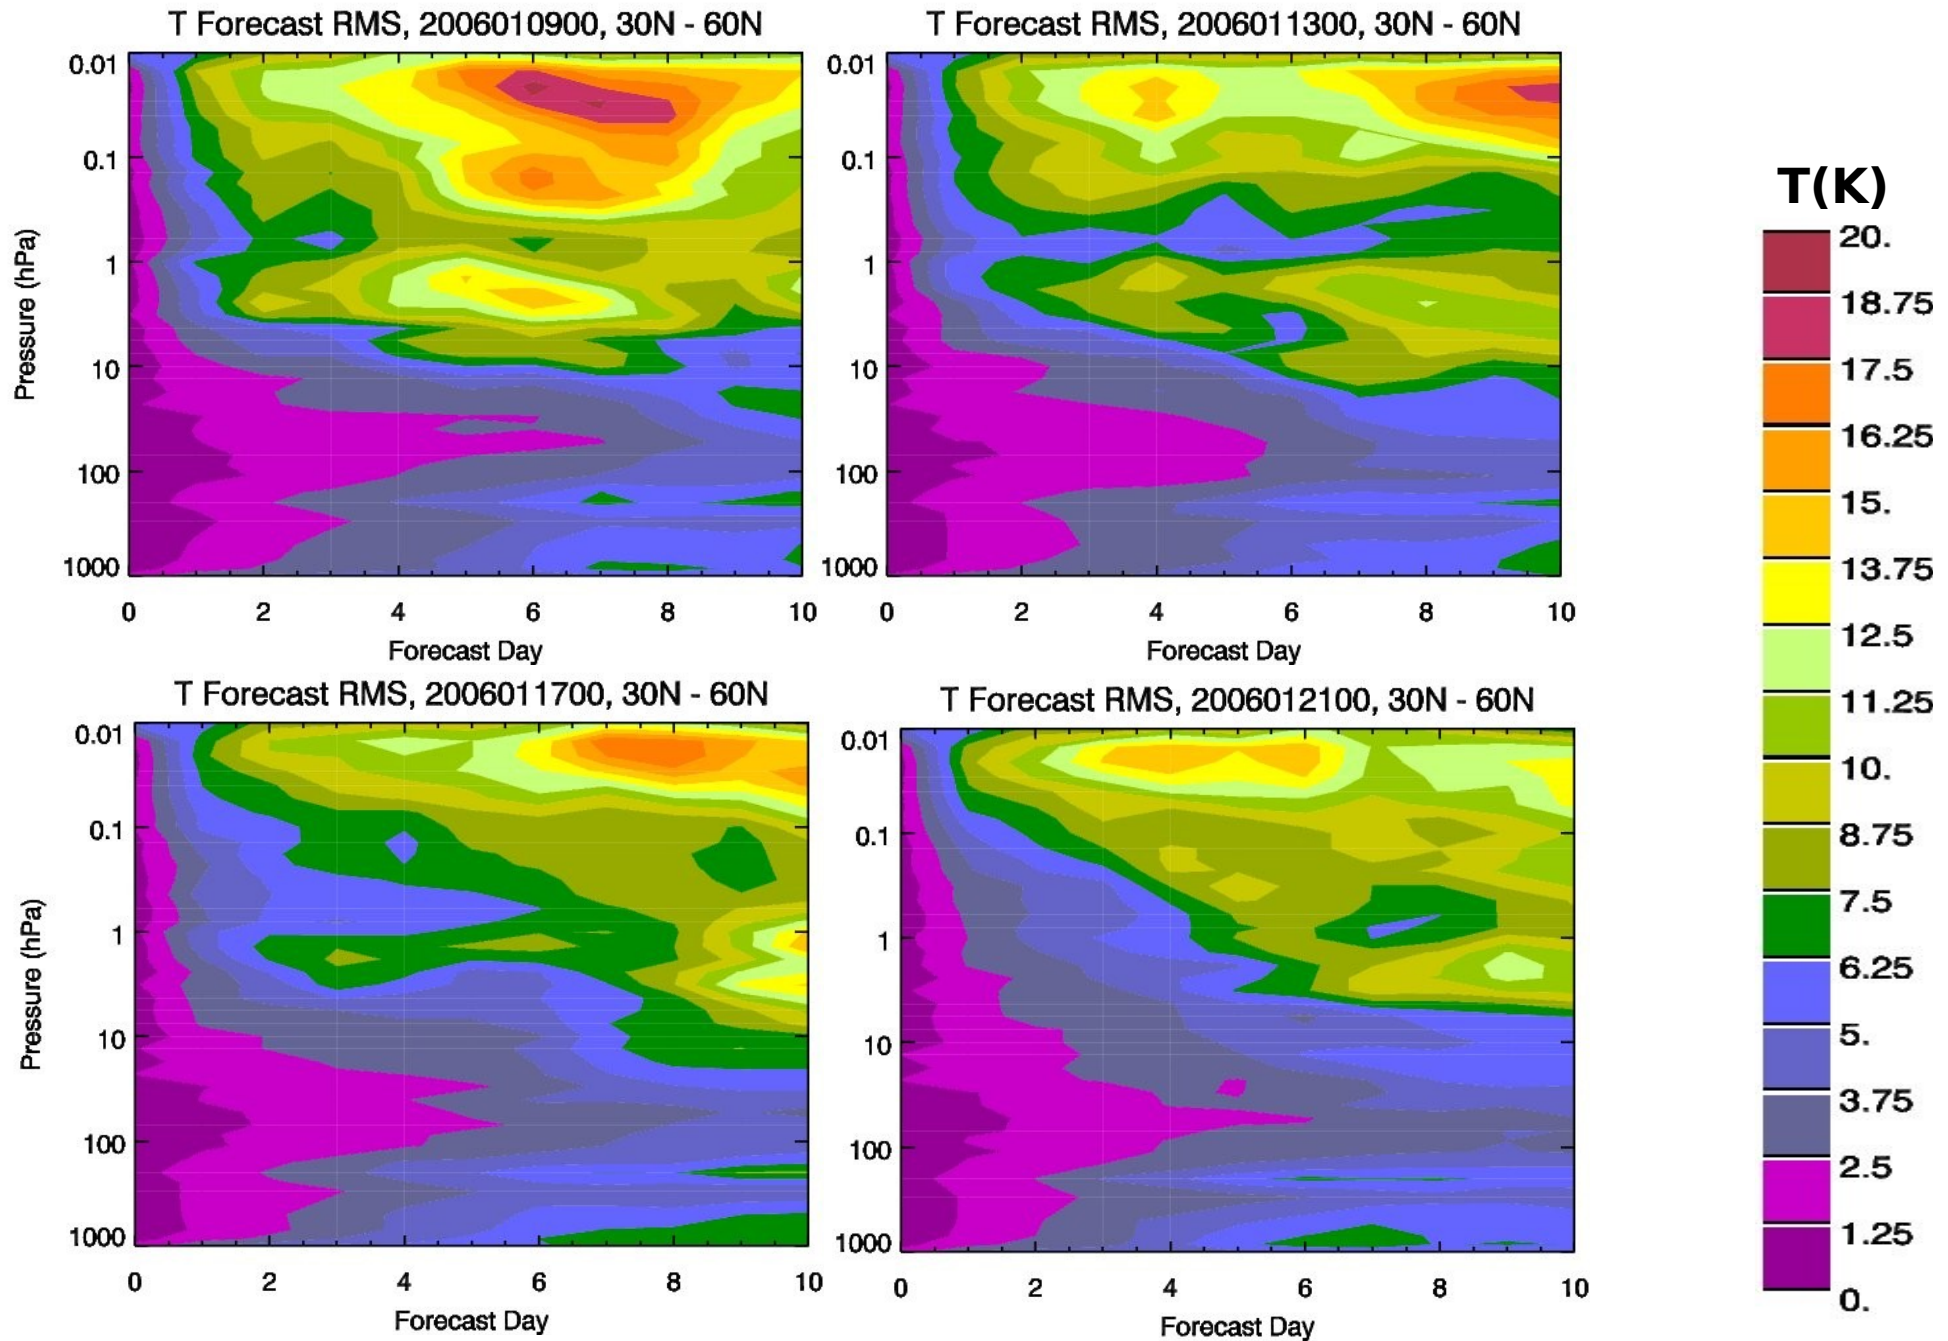 T Forecast RMS, 2006010900, 30N - 60N
0.01
0.1
1
10
100
1000
Pressure (hPa)
0 2 4 6 8 10
Forecast Day
T Forecast RMS, 2006011300, 30N - 60N
0.01
0.1
1
10
100
1000
0 2 4 6 8 10
Forecast Day
T Forecast RMS, 2006011700, 30N - 60N
0.01
0.1
1
10
100
1000
Pressure (hPa)
0 2 4 6 8 10
Forecast Day
T Forecast RMS, 2006012100, 30N - 60N
0.01
0.1
1
10
100
1000
0 2 4 6 8 10
Forecast Day
T(K)
20.
18.75
17.5
16.25
15.
13.75
12.5
11.25
10.
8.75
7.5
6.25
5.
3.75
2.5
1.25
0.